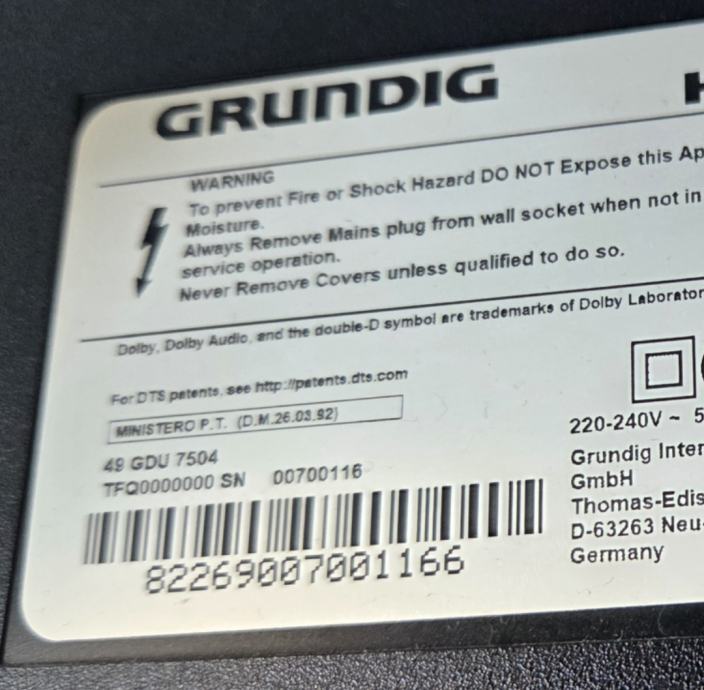 GRUNDIG
WARNING
To prevent Fire or Shock Hazard DO NOT Expose this Ap
Moisture.
Always Remove Mains plug from wall socket when not in
service operation.
Never Remove Covers unless qualified to do so.
Dolby, Dolby Audio, and the double-D symbol are trademarks of Dolby Laborator
For DTS patents, see http://patents.dts.com
MINISTERO P.T. (D.M.26.03.92)
49 GDU 7504
TFQ0000000 SN 00700116
82269007001166
220-240V ~ 5
Grundig Inter
GmbH
Thomas-Edis
D-63263 Neu-
Germany